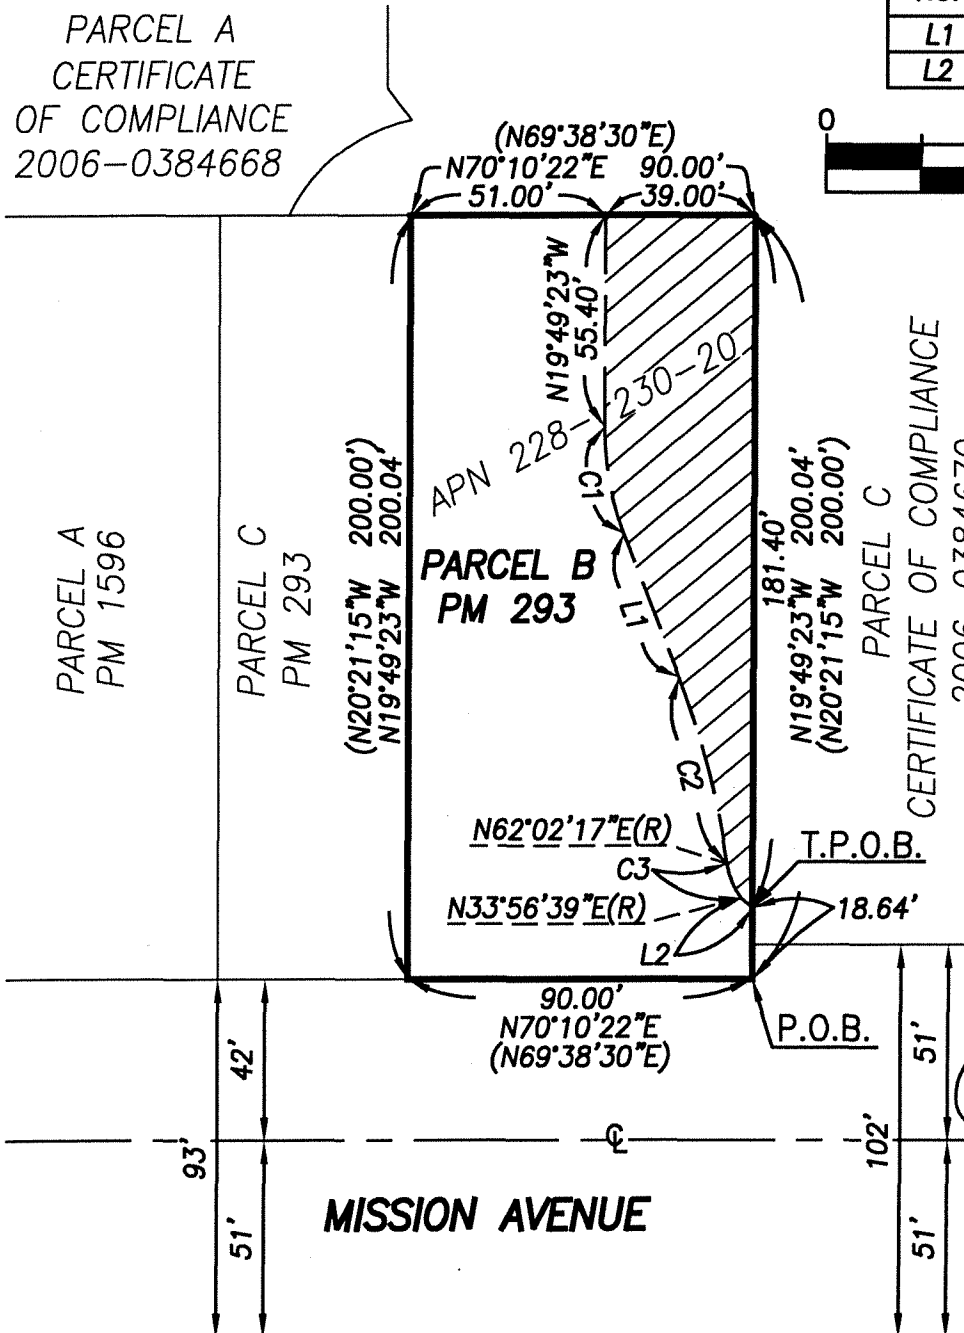 PARCEL A
CERTIFICATE
OF COMPLIANCE
2006-0384668
L1
L2
0
(N69°38'30"E)
N70°10'22"E 90.00'
51.00' 39.00'
N19°49'23"W
55.40'
APN 228-230-20
C1
L1
C2
PARCEL B
PM 293
PARCEL A
PM 1596
PARCEL C
PM 293
(N20°21'15"W 200.00')
N19°49'23"W 200.04'
181.40'
N19°49'23"W 200.04'
(N20°21'15"W 200.00')
PARCEL C
CERTIFICATE OF COMPLIANCE
N62°02'17"E(R)
C3
N33°56'39"E(R)
L2
T.P.O.B.
18.64'
90.00'
N70°10'22"E
(N69°38'30"E)
P.O.B.
42'
93'
51'
51'
102'
51'
℄
MISSION AVENUE